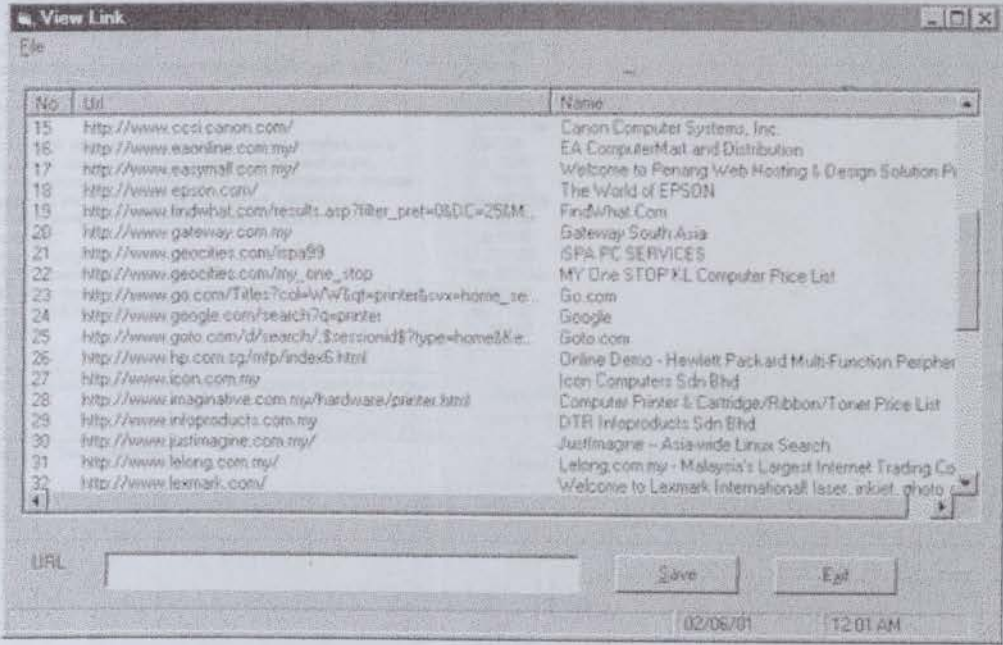 View Link
File
No Url Name
15 http://www.ccsi.canon.com/ Canon Computer Systems, Inc.
16 http://www.eaonline.com.my/ EA ComputerMart and Distribution
17 http://www.easymall.com.my/ Welcome to Penang Web Hosting & Design Solution Pr
18 http://www.epson.com/ The World of EPSON
19 http://www.findwhat.com/results.asp?filter_pref=0&DC=25&M... FindWhat.Com
20 http://www.gateway.com.my Gateway South Asia
21 http://www.geocities.com/ispa99 iSPA PC SERVICES
22 http://www.geocities.com/my_one_stop MY One STOP KL Computer Price List
23 http://www.go.com/Titles?col=WW&qt=printer&svx=home_se... Go.com
24 http://www.google.com/search?q=printer Google
25 http://www.goto.com/d/search/;$sessionid$?type=home&Ke... Goto.com
26 http://www.hp.com.sg/mfp/index6.html Online Demo - Hewlett Packard Multi-Function Peripher
27 http://www.icon.com.my Icon Computers Sdn Bhd
28 http://www.imaginative.com.my/hardware/printer.html Computer Printer & Cartridge/Ribbon/Toner Price List
29 http://www.infoproducts.com.my DTR Infoproducts Sdn Bhd
30 http://www.justimagine.com.my/ JustImagine -- Asia-wide Linux Search
31 http://www.lelong.com.my/ Lelong.com.my - Malaysia's Largest Internet Trading Co
32 http://www.lexmark.com/ Welcome to Lexmark International! laser, inkjet, photo
URL Save Exit
02/06/01 12:01 AM